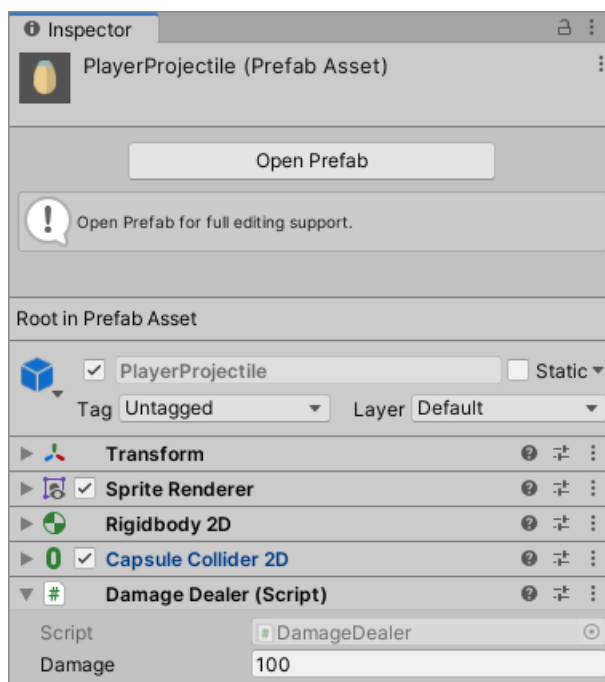 Inspector
PlayerProjectile (Prefab Asset)
Open Prefab
Open Prefab for full editing support.
Root in Prefab Asset
PlayerProjectile Static
Tag Untagged Layer Default
Transform
Sprite Renderer
Rigidbody 2D
Capsule Collider 2D
# Damage Dealer (Script)
Script # DamageDealer
Damage 100